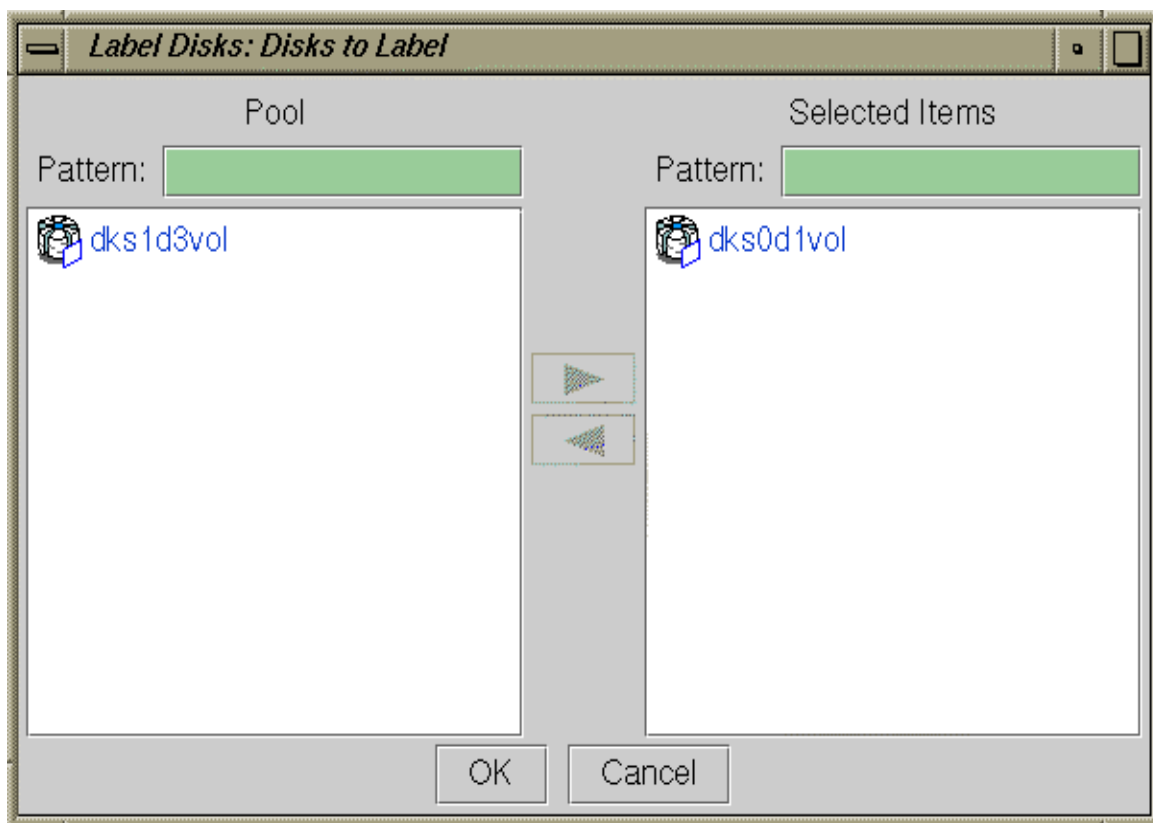 Label Disks: Disks to Label
Pool
Selected Items
Pattern:
Pattern:
dks1d3vol
dks0d1vol
OK
Cancel